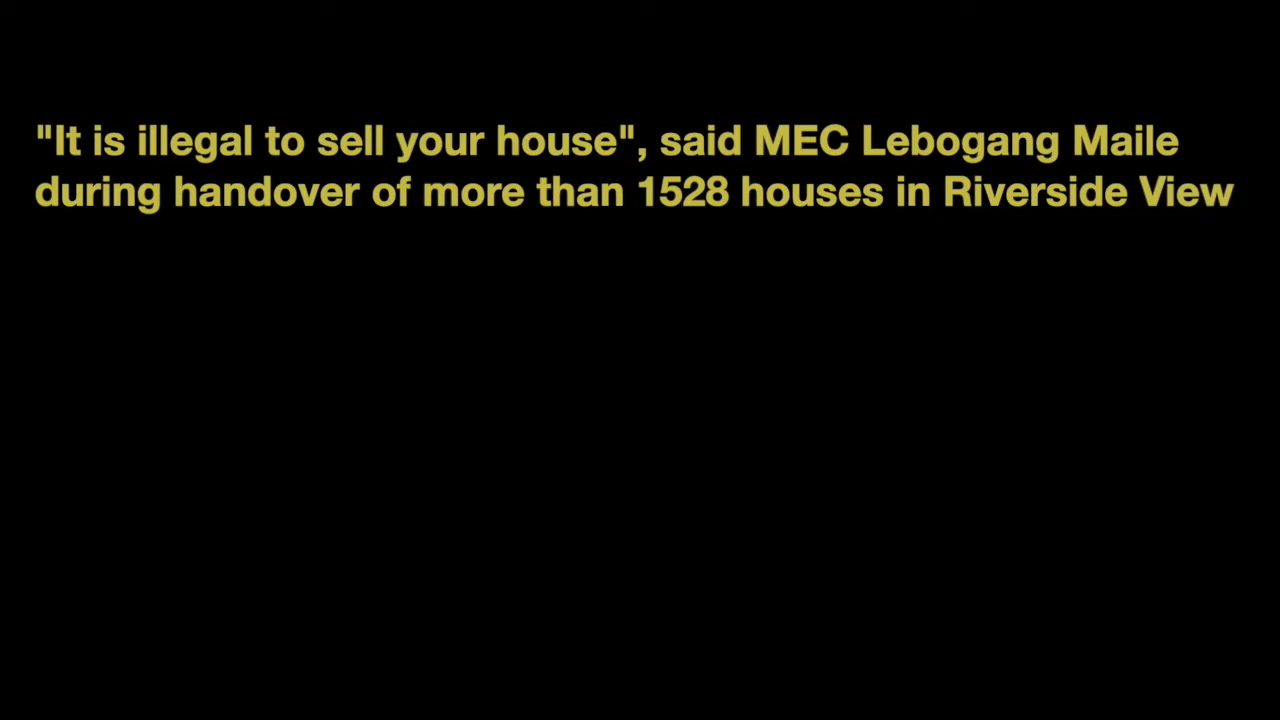 "It is illegal to sell your house", said MEC Lebogang Maile
during handover of more than 1528 houses in Riverside View